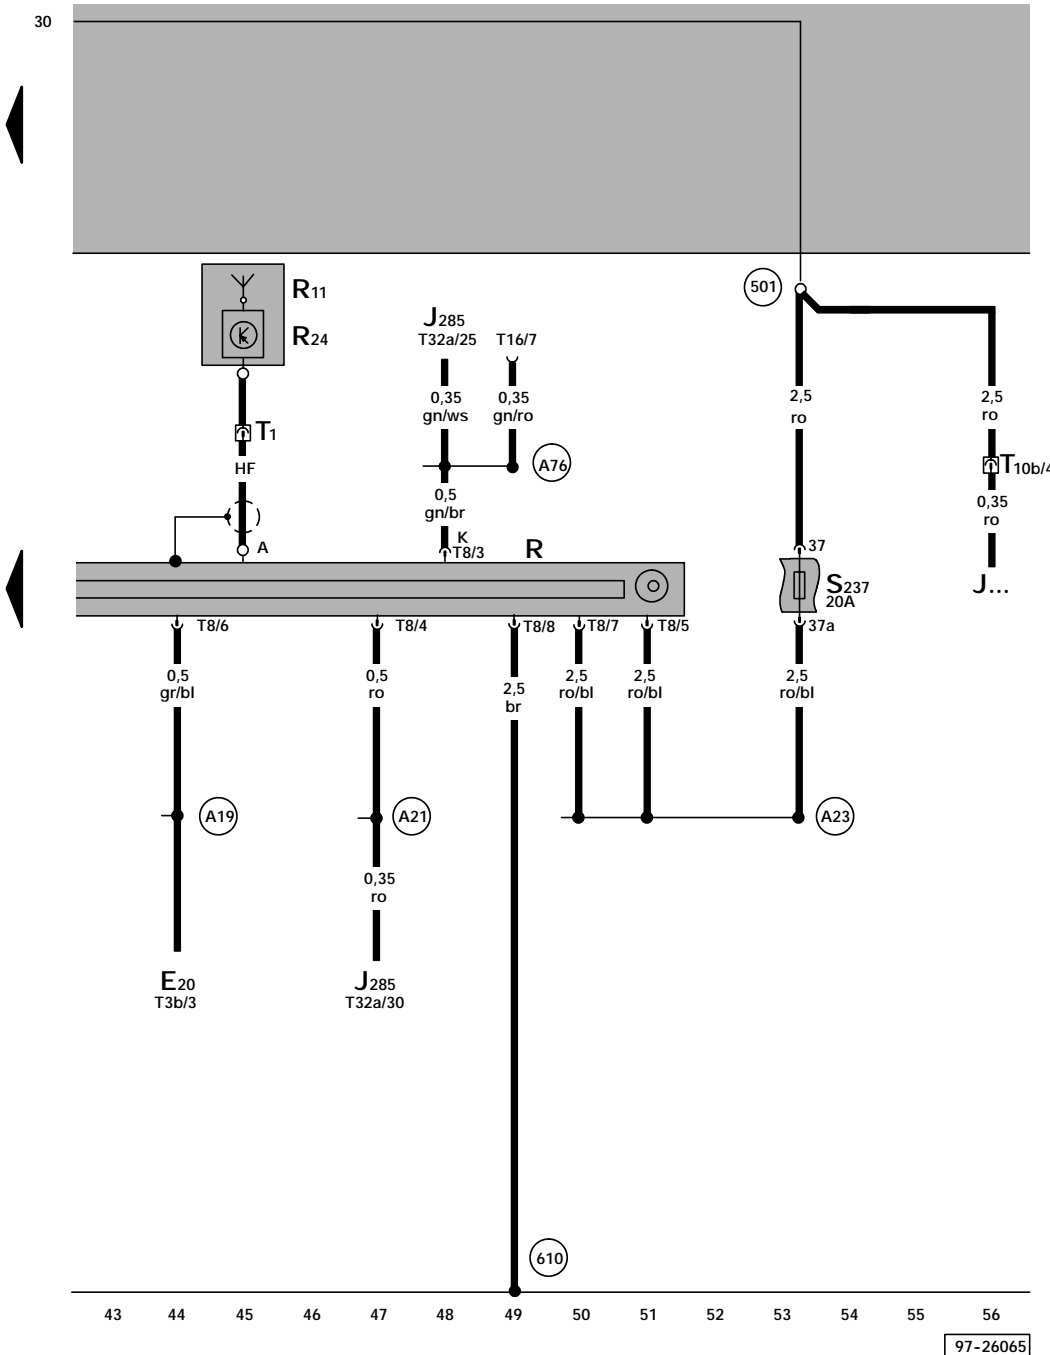 30
501
R11
R24
J285
T32a/25
T16/7
0,35
gn/ws
0,35
gn/ro
2,5
ro
2,5
ro
T1
A76
T10b/4
HF
0,5
gn/br
0,35
ro
A
K
T8/3
R
37
J...
S237
20A
T8/6
T8/4
T8/8
T8/7
T8/5
37a
0,5
gr/bl
0,5
ro
2,5
br
2,5
ro/bl
2,5
ro/bl
2,5
ro/bl
A19
A21
A23
0,35
ro
E20
T3b/3
J285
T32a/30
610
43 44 45 46 47 48 49 50 51 52 53 54 55 56
97-26065